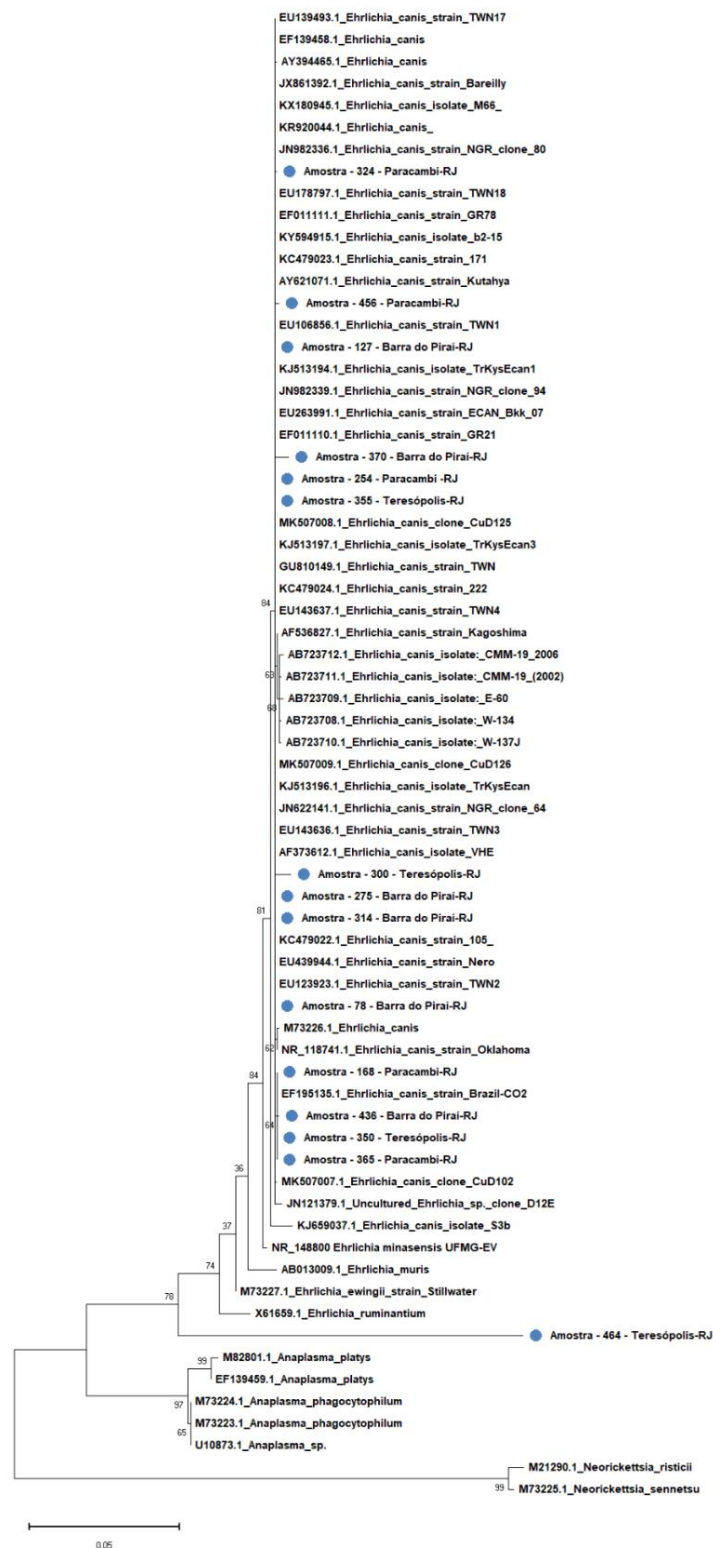 EU139493.1_Ehrlichia_canis_strain_TWN17
EF139458.1_Ehrlichia_canis
AY394465.1_Ehrlichia_canis
JX861392.1_Ehrlichia_canis_strain_Bareilly
KX180945.1_Ehrlichia_canis_isolate_M66_
KR920044.1_Ehrlichia_canis_
JN982336.1_Ehrlichia_canis_strain_NGR_clone_80
Amostra - 324 - Paracambi-RJ
EU178797.1_Ehrlichia_canis_strain_TWN18
EF011111.1_Ehrlichia_canis_strain_GR78
KY594915.1_Ehrlichia_canis_isolate_b2-15
KC479023.1_Ehrlichia_canis_strain_171
AY621071.1_Ehrlichia_canis_strain_Kutahya
Amostra - 456 - Paracambi-RJ
EU106856.1_Ehrlichia_canis_strain_TWN1
Amostra - 127 - Barra do Piraí-RJ
KJ513194.1_Ehrlichia_canis_isolate_TrKysEcan1
JN982339.1_Ehrlichia_canis_strain_NGR_clone_94
EU263991.1_Ehrlichia_canis_strain_ECAN_Bkk_07
EF011110.1_Ehrlichia_canis_strain_GR21
Amostra - 370 - Barra do Piraí-RJ
Amostra - 254 - Paracambi -RJ
Amostra - 355 - Teresópolis-RJ
MK507008.1_Ehrlichia_canis_clone_CuD125
KJ513197.1_Ehrlichia_canis_isolate_TrKysEcan3
GU810149.1_Ehrlichia_canis_strain_TWN
KC479024.1_Ehrlichia_canis_strain_222
84
EU143637.1_Ehrlichia_canis_strain_TWN4
AF536827.1_Ehrlichia_canis_strain_Kagoshima
AB723712.1_Ehrlichia_canis_isolate:_CMM-19_2006
63
AB723711.1_Ehrlichia_canis_isolate:_CMM-19_(2002)
AB723709.1_Ehrlichia_canis_isolate:_E-60
68
AB723708.1_Ehrlichia_canis_isolate:_W-134
AB723710.1_Ehrlichia_canis_isolate:_W-137J
MK507009.1_Ehrlichia_canis_clone_CuD126
KJ513196.1_Ehrlichia_canis_isolate_TrKysEcan
JN622141.1_Ehrlichia_canis_strain_NGR_clone_64
EU143636.1_Ehrlichia_canis_strain_TWN3
AF373612.1_Ehrlichia_canis_isolate_VHE
Amostra - 300 - Teresópolis-RJ
Amostra - 275 - Barra do Piraí-RJ
81
Amostra - 314 - Barra do Piraí-RJ
KC479022.1_Ehrlichia_canis_strain_105_
EU439944.1_Ehrlichia_canis_strain_Nero
EU123923.1_Ehrlichia_canis_strain_TWN2
Amostra - 78 - Barra do Piraí-RJ
M73226.1_Ehrlichia_canis
62
NR_118741.1_Ehrlichia_canis_strain_Oklahoma
Amostra - 168 - Paracambi-RJ
84
EF195135.1_Ehrlichia_canis_strain_Brazil-CO2
Amostra - 436 - Barra do Piraí-RJ
64
Amostra - 350 - Teresópolis-RJ
Amostra - 365 - Paracambi-RJ
36
MK507007.1_Ehrlichia_canis_clone_CuD102
JN121379.1_Uncultured_Ehrlichia_sp._clone_D12E
37
KJ659037.1_Ehrlichia_canis_isolate_S3b
NR_148800 Ehrlichia minasensis UFMG-EV
74
AB013009.1_Ehrlichia_muris
M73227.1_Ehrlichia_ewingii_strain_Stillwater
78
X61659.1_Ehrlichia_ruminantium
Amostra - 464 - Teresópolis-RJ
99
M82801.1_Anaplasma_platys
EF139459.1_Anaplasma_platys
97
M73224.1_Anaplasma_phagocytophilum
M73223.1_Anaplasma_phagocytophilum
65
U10873.1_Anaplasma_sp.
M21290.1_Neorickettsia_risticii
99
M73225.1_Neorickettsia_sennetsu
0.05